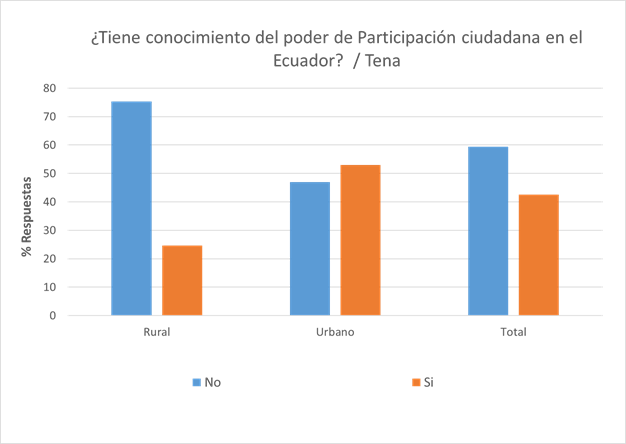 ¿Tiene conocimiento del poder de Participación ciudadana en el
Ecuador?  / Tena
80
70
60
50
40
30
20
10
0
% Respuestas
Rural
Urbano
Total
No
Si